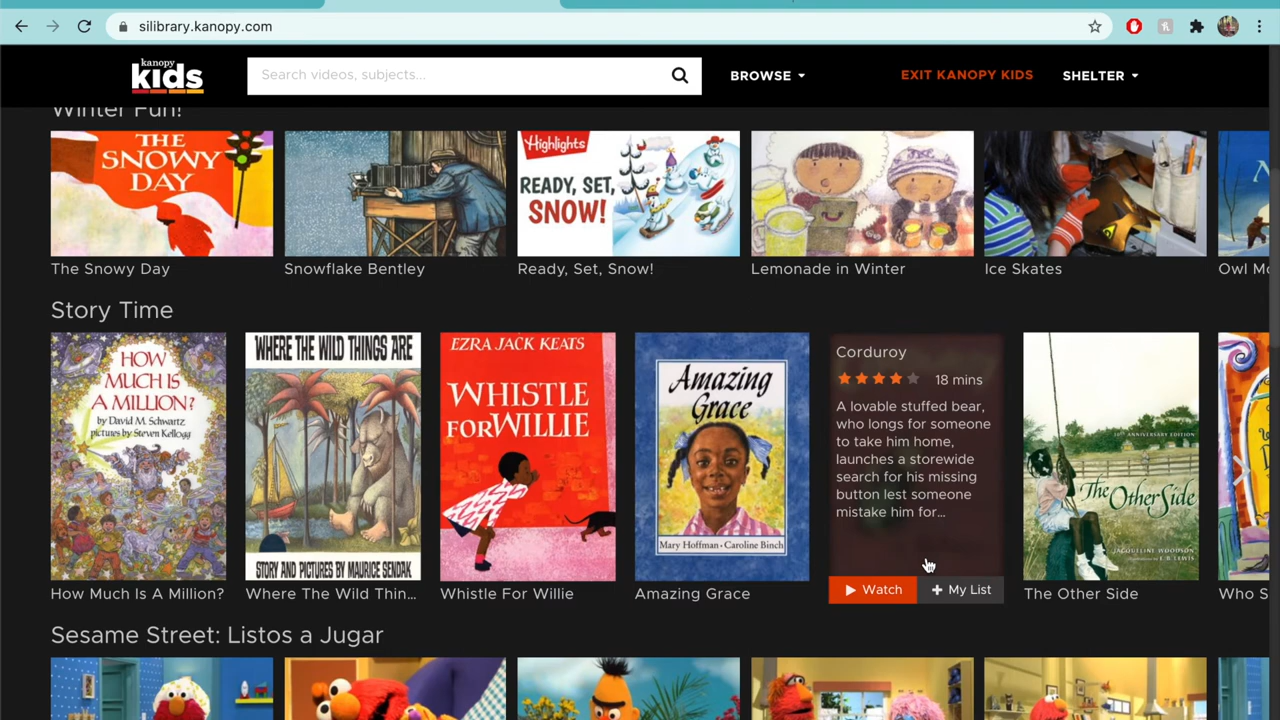 silibrary.kanopy.com
kanopy
kids
Search videos, subjects...
BROWSE
EXIT KANOPY KIDS
SHELTER
Winter Fun!
THE
SNOWY
DAY
Highlights
READY, SET,
SNOW!
The Snowy Day
Snowflake Bentley
Ready, Set, Snow!
Lemonade in Winter
Ice Skates
Owl Mo
Story Time
HOW
MUCH IS
A MILLION?
by David M. Schwartz
pictures by Steven Kellogg
WHERE THE WILD THINGS ARE
STORY AND PICTURES BY MAURICE SENDAK
EZRA JACK KEATS
WHISTLE
FOR WILLIE
Amazing
Grace
Mary Hoffman · Caroline Binch
Corduroy
18 mins
A lovable stuffed bear,
who longs for someone
to take him home,
launches a storewide
search for his missing
button lest someone
mistake him for...
Watch
+ My List
ANNIVERSARY EDITION
The Other Side
JACQUELINE WOODSON
E. B. LEWIS
How Much Is A Million?
Where The Wild Thin...
Whistle For Willie
Amazing Grace
The Other Side
Who S
Sesame Street: Listos a Jugar